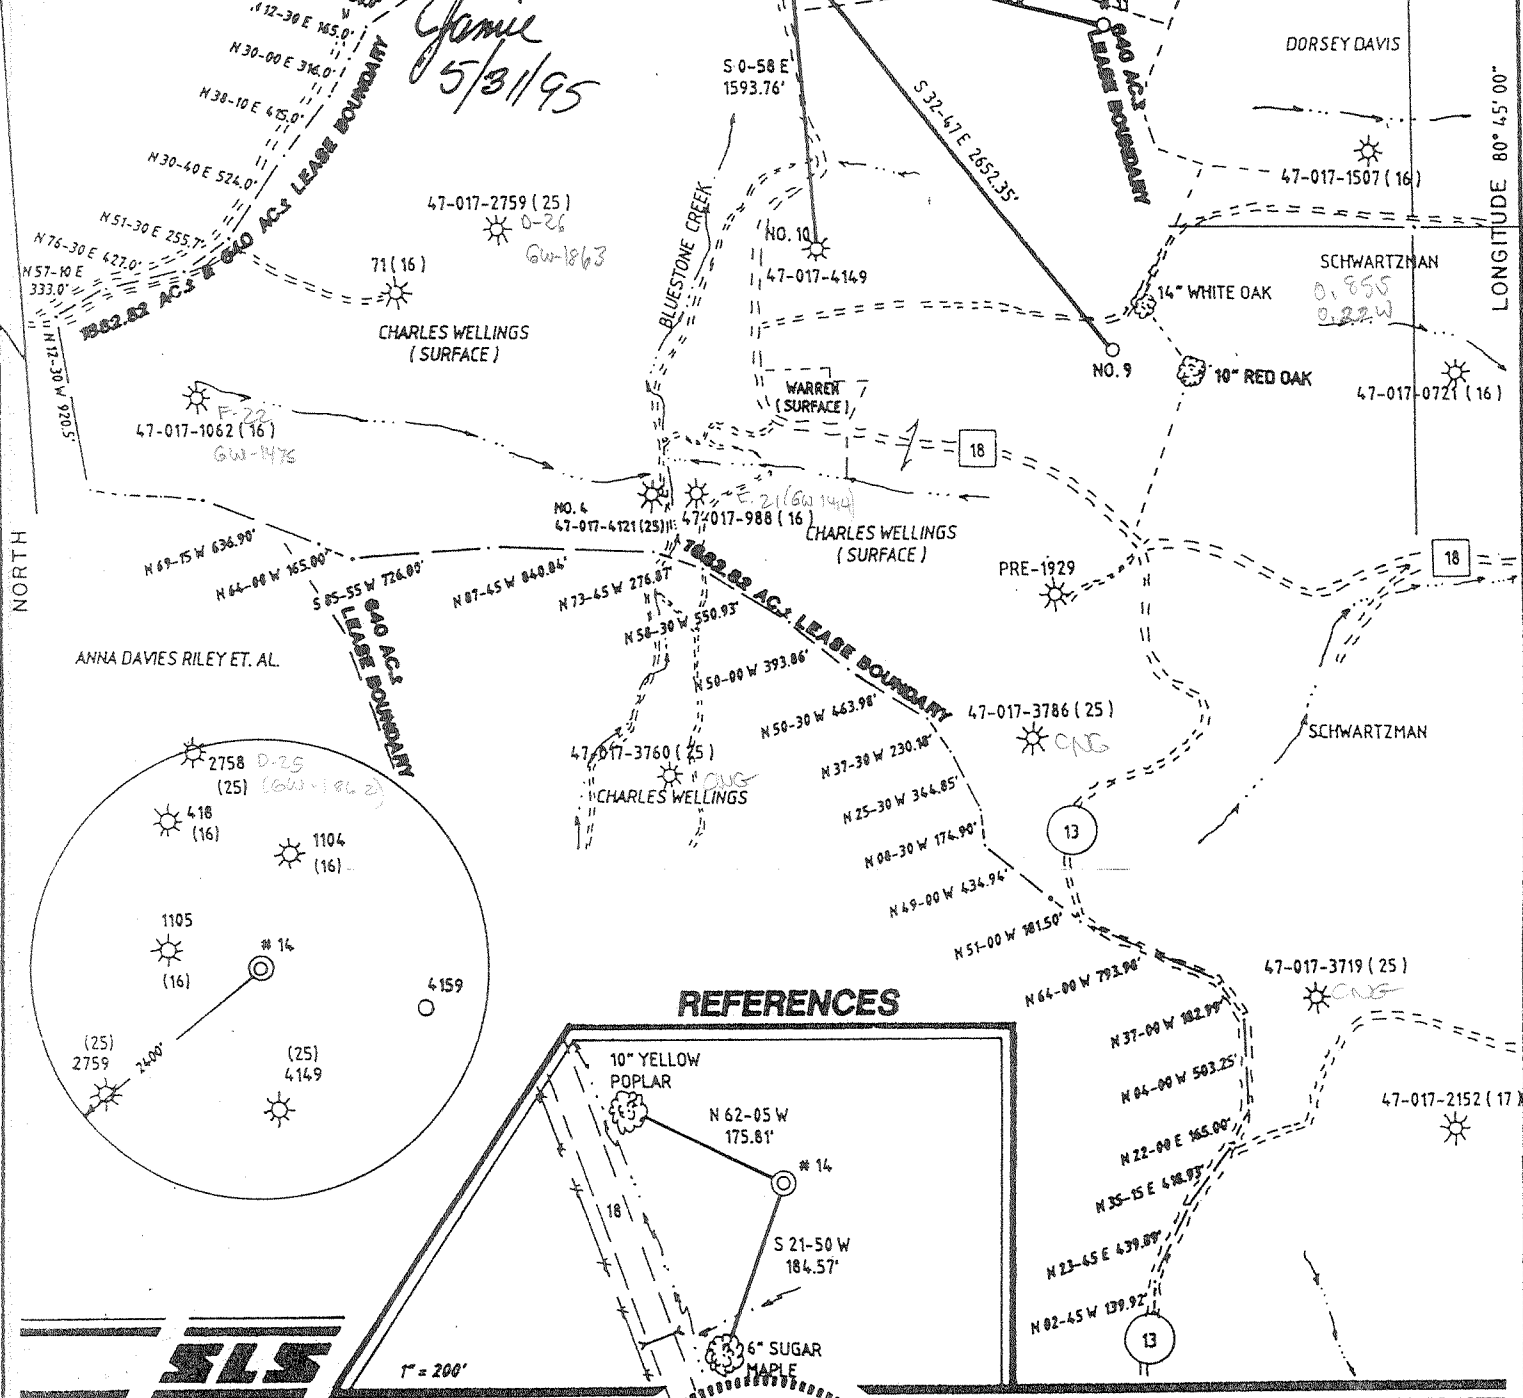 N 12-30 E 165.0'
N 30-00 E 316.0'
N 38-10 E 475.0'
N 30-40 E 524.0'
N 51-30 E 255.7'
N 76-30 E 427.0'
N 57-10 E
333.0'
N 12-30 W 920.5'
1882.82 AC.± & 640 AC.± LEASE BOUNDARY
Jamie
5/31/95
S 0-58 E
1593.76'
S 32-47 E 2652.35'
640 AC.±
LEASE BOUNDARY
DORSEY DAVIS
LONGITUDE 80° 45' 00"
47-017-1507 (16)
47-017-2759 (25)
D-26
GW-1863
71 (16)
CHARLES WELLINGS
(SURFACE)
BLUESTONE CREEK
NO. 10
47-017-4149
SCHWARTZMAN
0.85S
0.22W
14" WHITE OAK
NO. 9
10" RED OAK
47-017-0721 (16)
WARREN
(SURFACE)
F-22
47-017-1062 (16)
GW-1475
18
NO. 4
47-017-4121 (25)
E-21 (GW 1414)
47-017-988 (16)
CHARLES WELLINGS
(SURFACE)
PRE-1929
18
NORTH
N 69-15 W 636.90'
N 64-00 W 165.00'
S 85-55 W 726.00'
N 87-45 W 840.84'
N 73-45 W 276.87'
N 58-30 W 550.93'
N 50-00 W 393.86'
N 50-30 W 463.98'
N 37-30 W 230.18'
N 25-30 W 344.85'
N 08-30 W 174.90'
N 49-00 W 434.94'
N 51-00 W 181.50'
N 64-00 W 793.98'
N 37-00 W 182.99'
N 04-00 W 503.25'
N 22-00 E 165.00'
N 35-15 E 418.93'
N 23-45 E 439.89'
N 02-45 W 139.92'
1882.82 AC.± LEASE BOUNDARY
640 AC.±
LEASE BOUNDARY
ANNA DAVIES RILEY ET. AL.
47-017-3786 (25)
CNG
SCHWARTZMAN
47-017-3760 (25)
CNG
CHARLES WELLINGS
13
2758 D-25
(25) (GW-1862)
418
(16)
1104
(16)
1105
(16)
# 14
4159
(25)
2759
2400'
(25)
4149
47-017-3719 (25)
CNG
47-017-2152 (17)
13
REFERENCES
10" YELLOW
POPLAR
N 62-05 W
175.81'
# 14
18
S 21-50 W
184.57'
6" SUGAR
MAPLE
1" = 200'
SLS